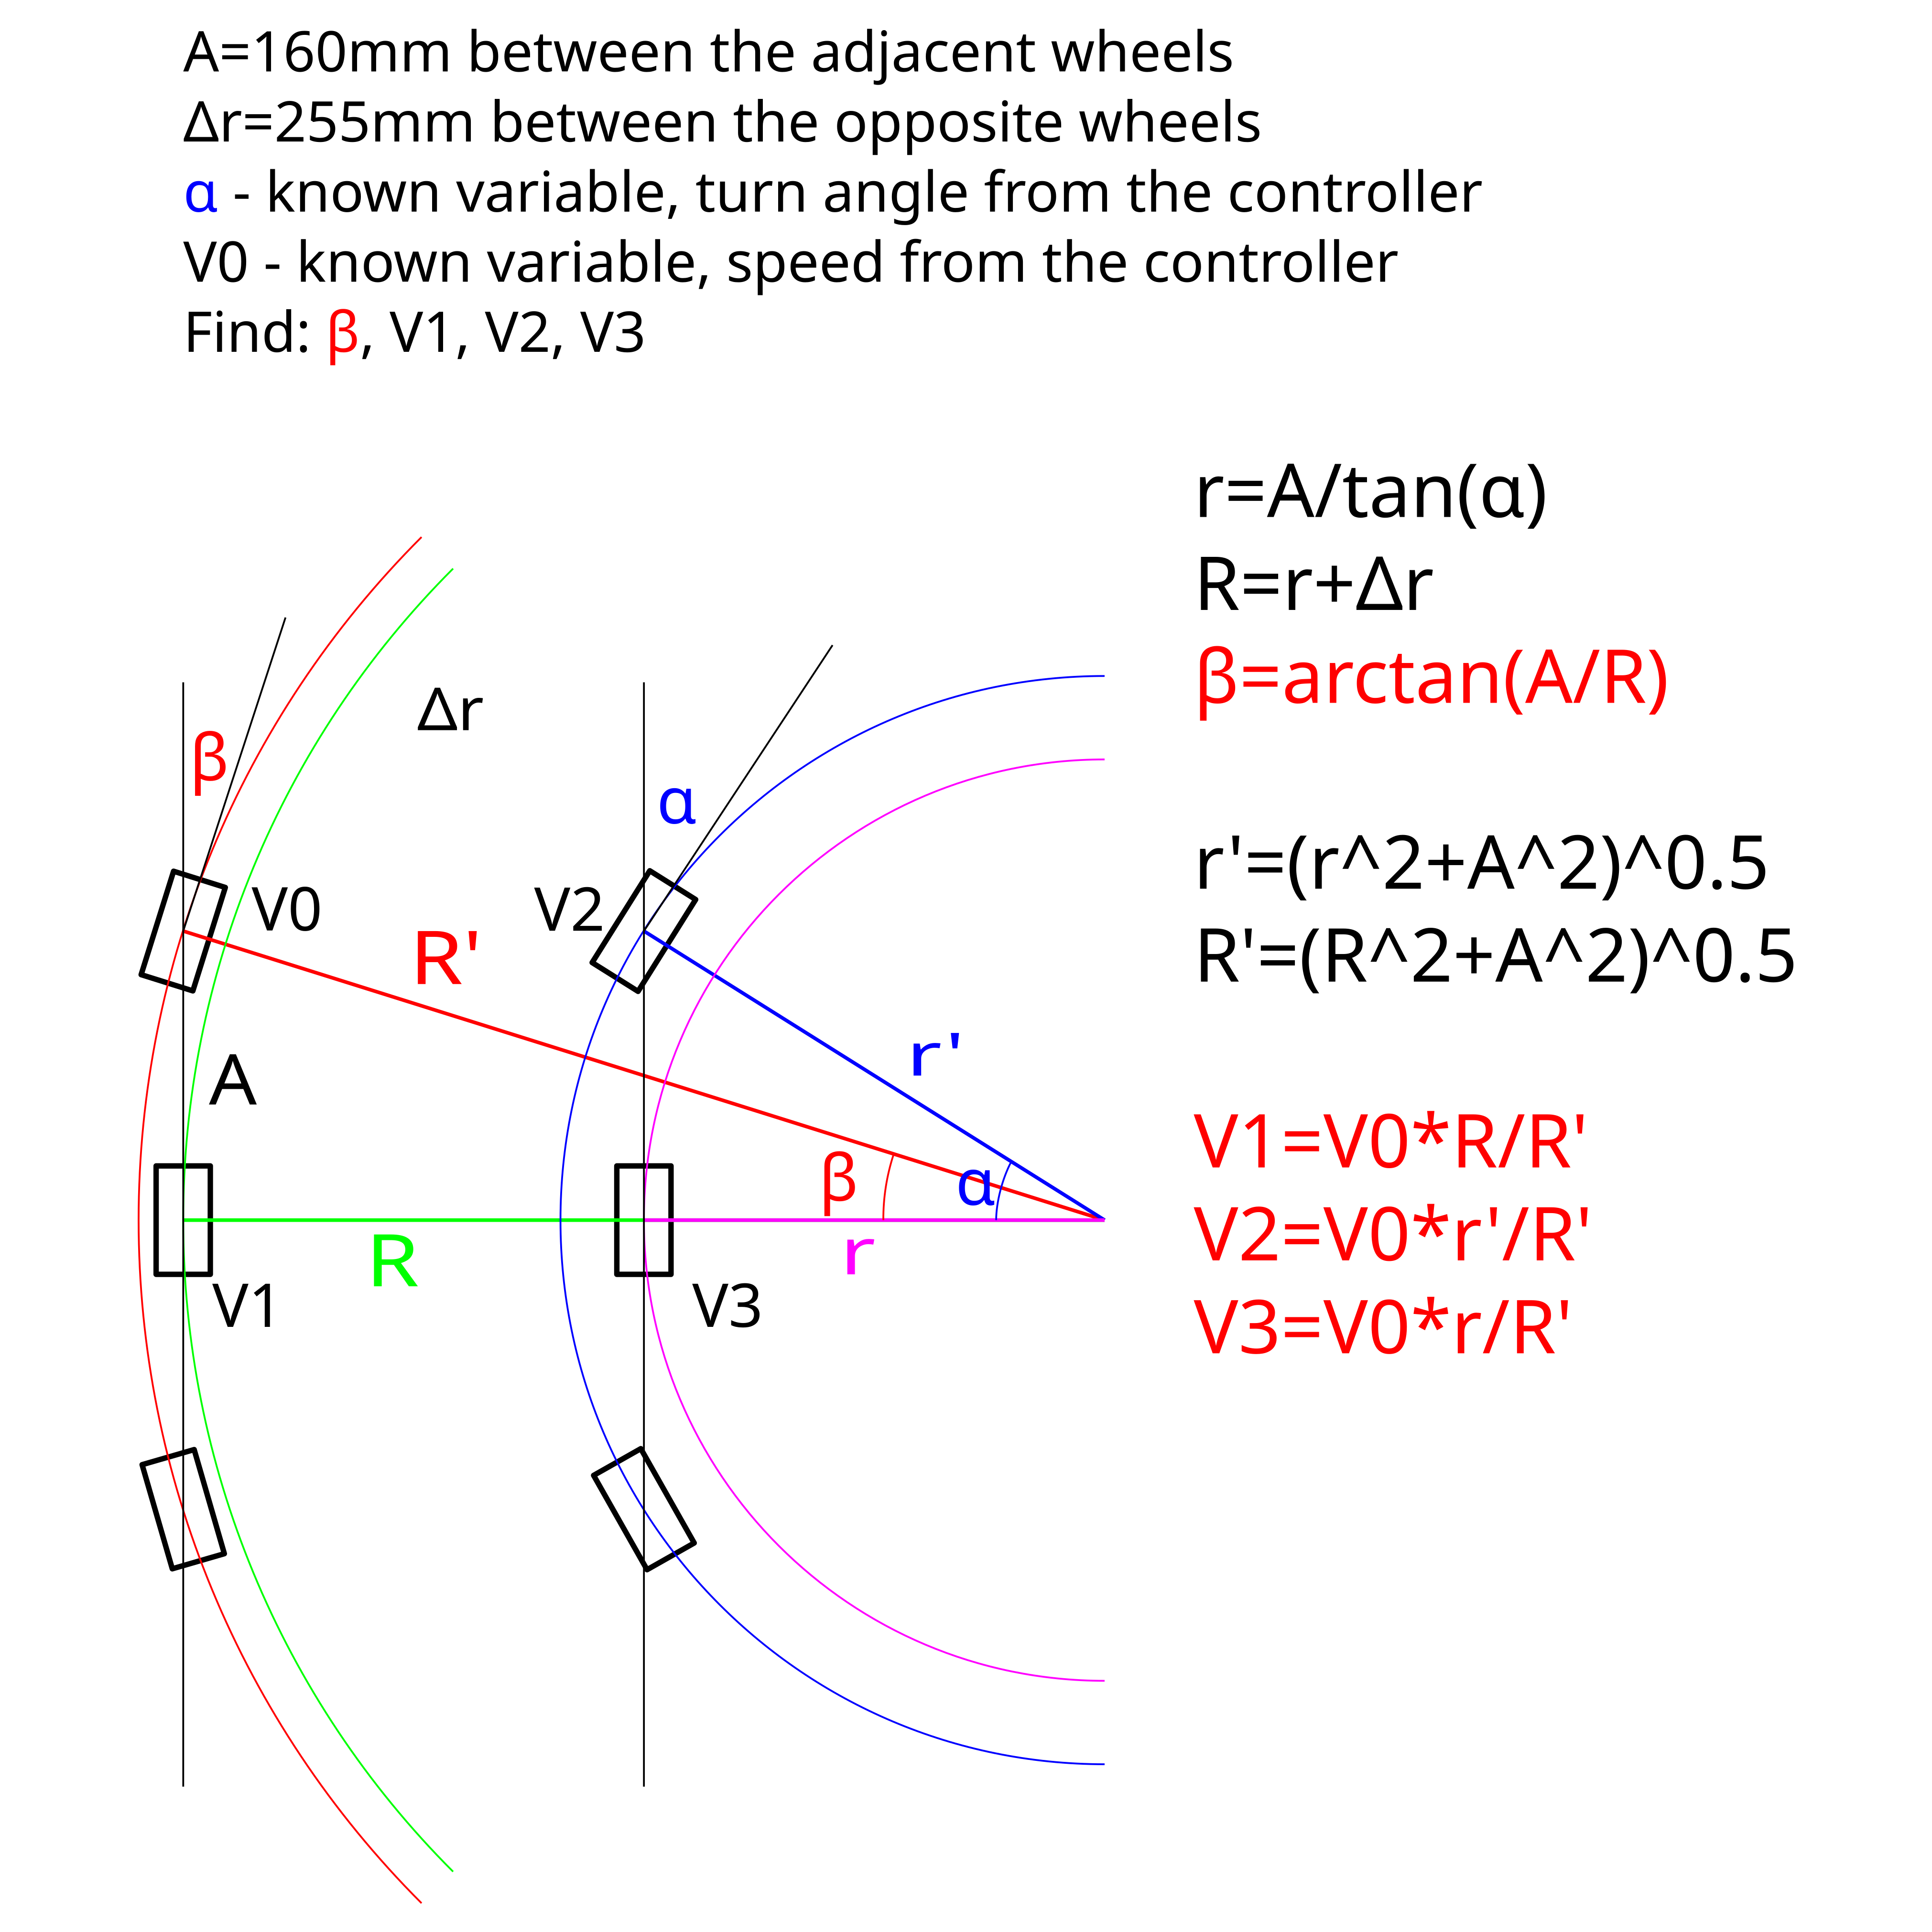 A=160mm between the adjacent wheels
Δr=255mm between the opposite wheels
α - known variable, turn angle from the controller
V0 - known variable, speed from the controller
Find: β, V1, V2, V3
r=A/tan(α)
R=r+Δr
β=arctan(A/R)
r'=(r^2+A^2)^0.5
R'=(R^2+A^2)^0.5
V1=V0*R/R'
V2=V0*r'/R'
V3=V0*r/R'
Δr
β
α
V0
V2
R'
r'
A
β
α
R
r
V1
V3